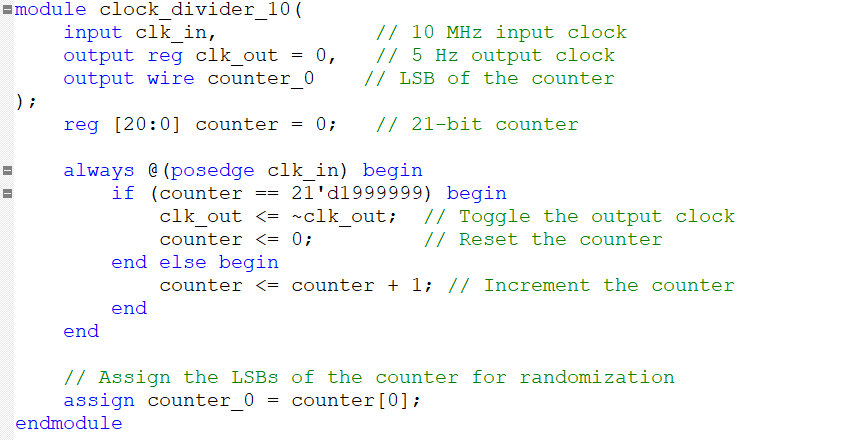 module clock_divider_10(
    input clk_in,             // 10 MHz input clock
    output reg clk_out = 0,   // 5 Hz output clock
    output wire counter_0    // LSB of the counter
);
    reg [20:0] counter = 0;   // 21-bit counter
    always @(posedge clk_in) begin
        if (counter == 21'd1999999) begin
            clk_out <= ~clk_out;  // Toggle the output clock
            counter <= 0;         // Reset the counter
        end else begin
            counter <= counter + 1; // Increment the counter
        end
    end
    // Assign the LSBs of the counter for randomization
    assign counter_0 = counter[0];
endmodule